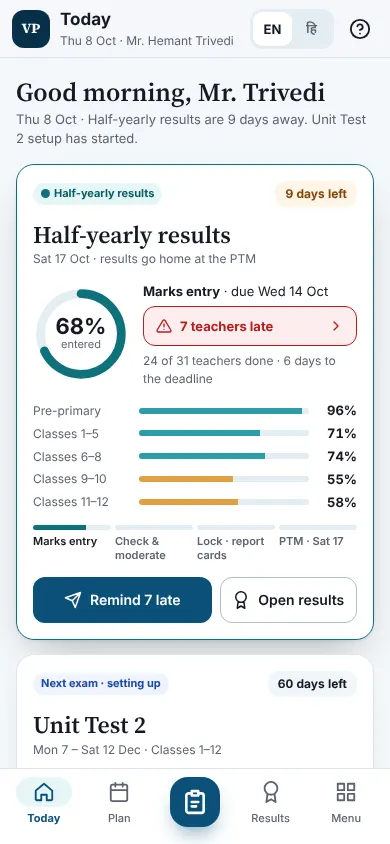 VP
Today
Thu 8 Oct · Mr. Hemant Trivedi
EN
हि
Good morning, Mr. Trivedi
Thu 8 Oct · Half-yearly results are 9 days away. Unit Test
2 setup has started.
Half-yearly results
9 days left
Half-yearly results
Sat 17 Oct · results go home at the PTM
68%
entered
Marks entry · due Wed 14 Oct
7 teachers late
24 of 31 teachers done · 6 days to
the deadline
Pre-primary 96%
Classes 1–5 71%
Classes 6–8 74%
Classes 9–10 55%
Classes 11–12 58%
Marks entry
Check &
moderate
Lock · report
cards
PTM · Sat 17
Remind 7 late
Open results
Next exam · setting up
60 days left
Unit Test 2
Mon 7 – Sat 12 Dec · Classes 1–12
Today
Plan
Results
Menu